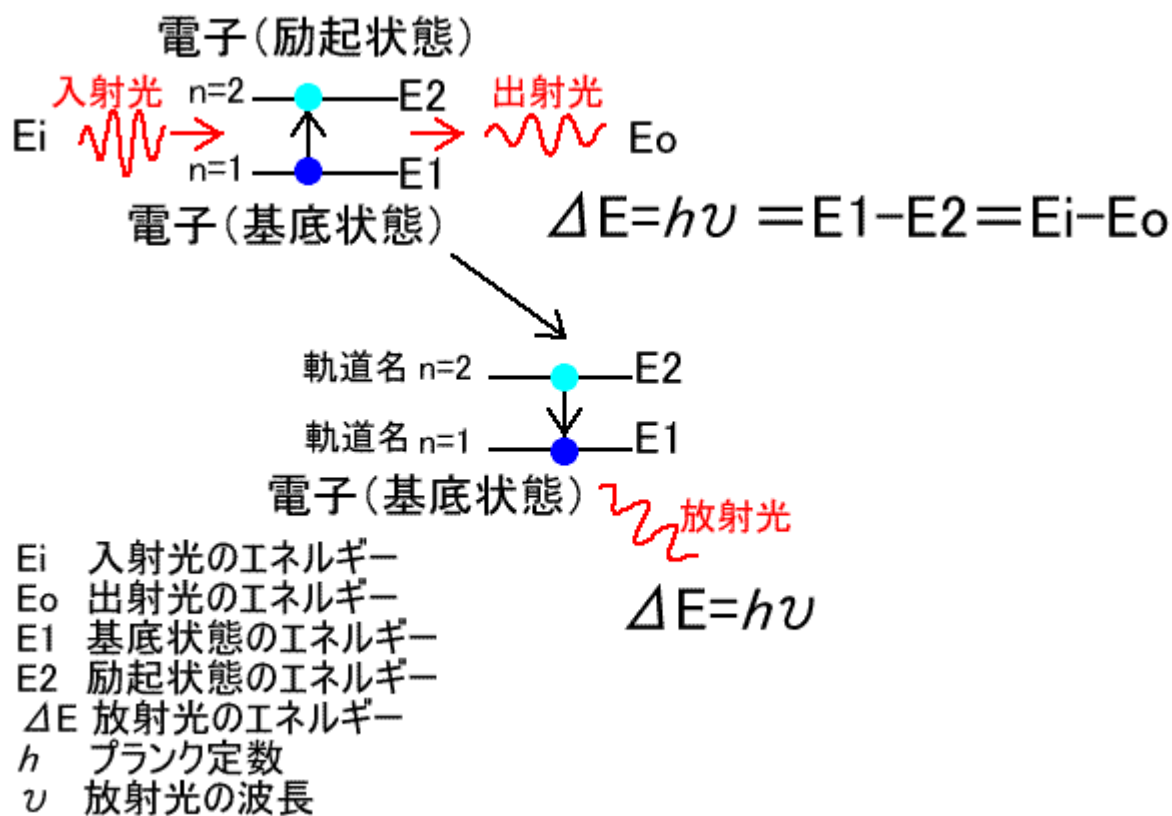 電子(励起状態)
入射光 n=2 E2 出射光
Ei Eo
n=1 E1
電子(基底状態)
ΔE=hυ=E1-E2=Ei-Eo
軌道名 n=2 E2
軌道名 n=1 E1
電子(基底状態)
放射光
ΔE=hυ
Ei 入射光のエネルギー
Eo 出射光のエネルギー
E1 基底状態のエネルギー
E2 励起状態のエネルギー
ΔE 放射光のエネルギー
h プランク定数
υ 放射光の波長